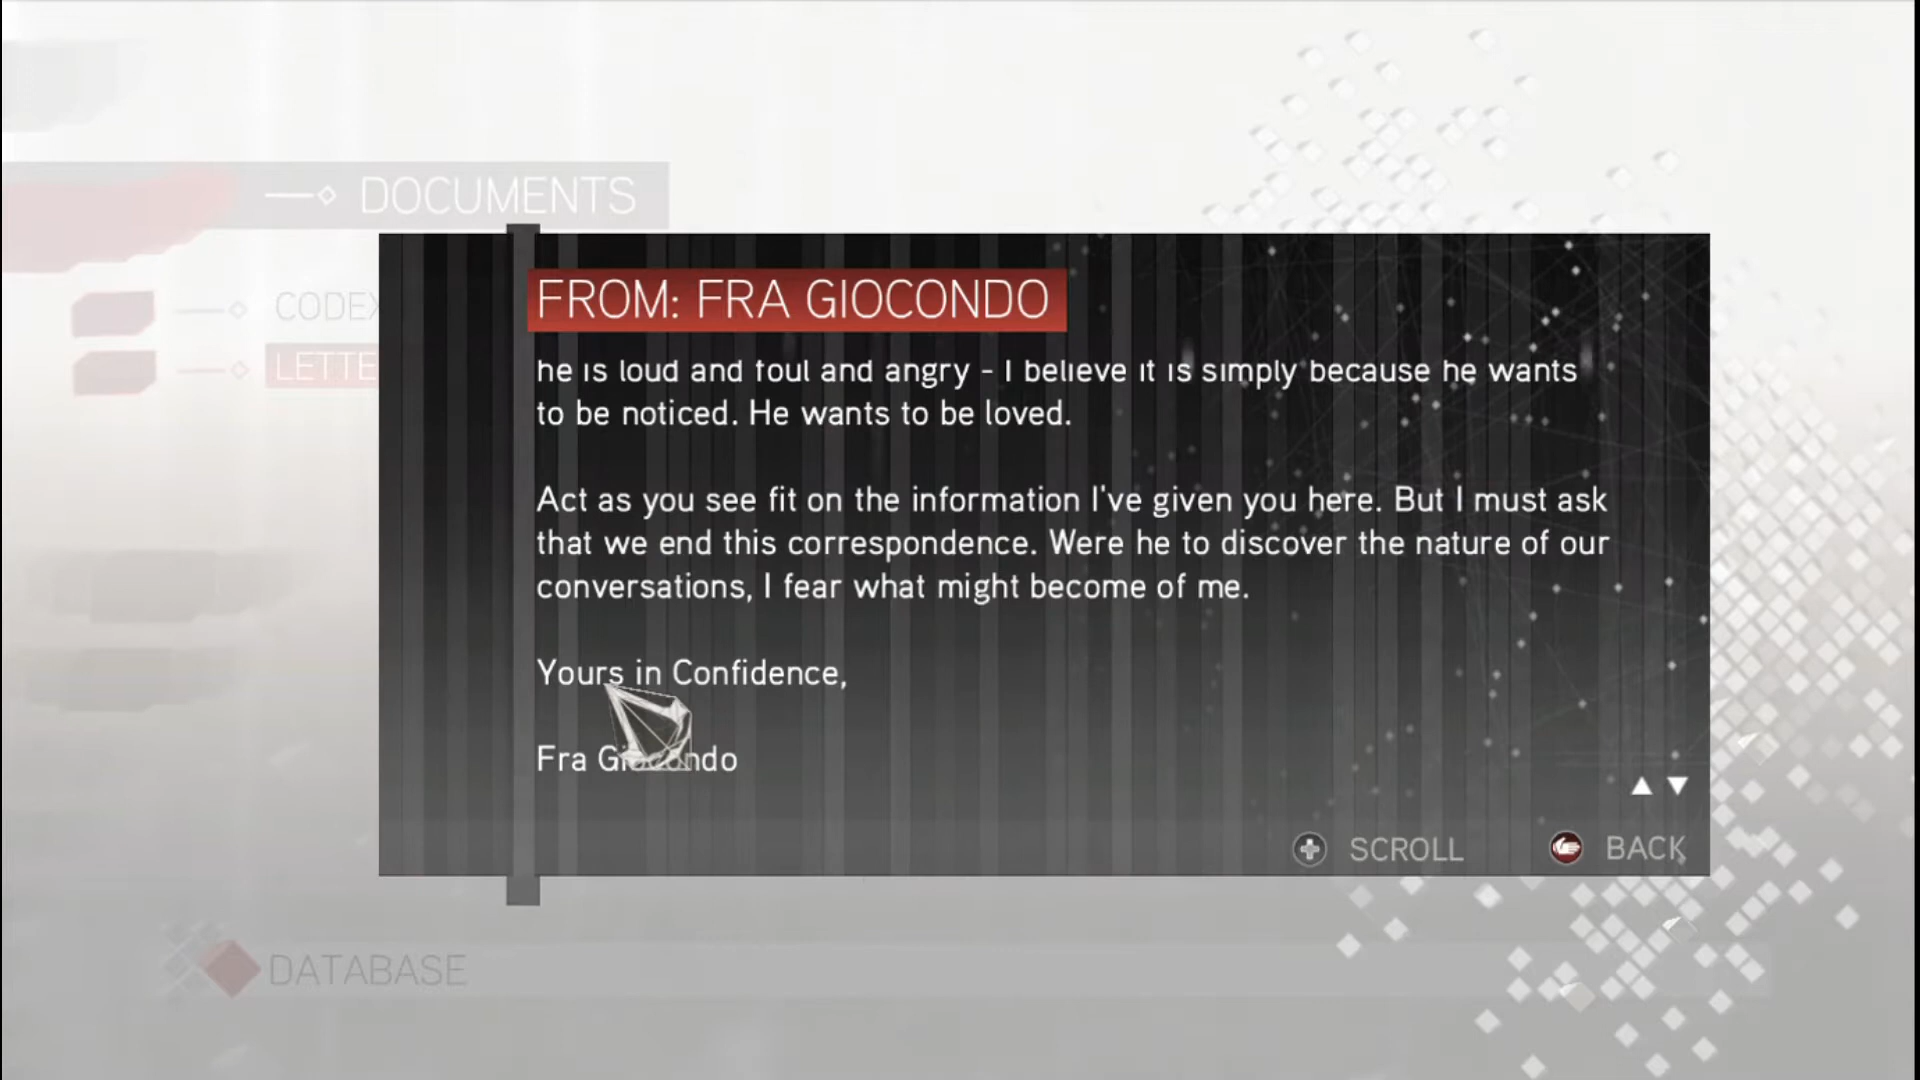 DOCUMENTS
CODEX
LETTE
FROM: FRA GIOCONDO
he is loud and foul and angry - I believe it is simply because he wants
to be noticed. He wants to be loved.
Act as you see fit on the information I've given you here. But I must ask
that we end this correspondence. Were he to discover the nature of our
conversations, I fear what might become of me.
Yours in Confidence,
Fra Giocondo
SCROLL
BACK
DATABASE